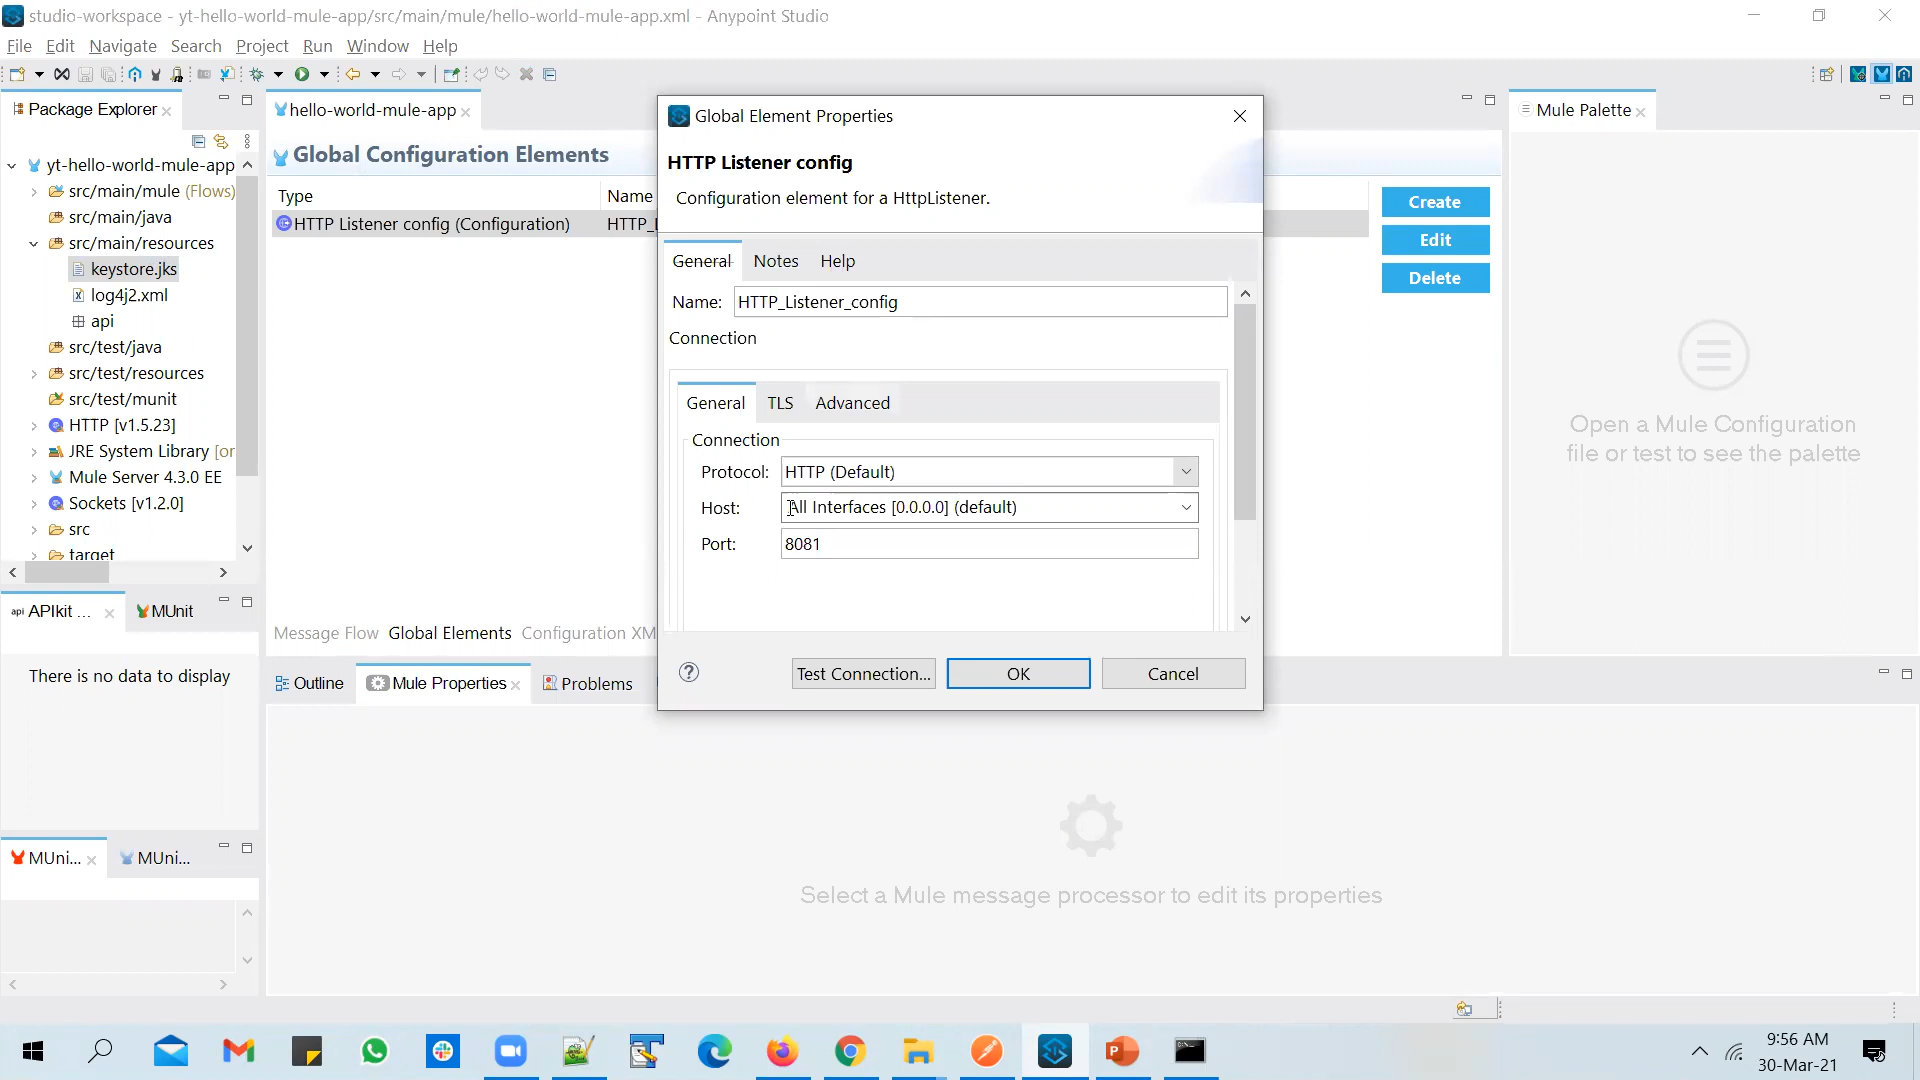 studio-workspace - yt-hello-world-mule-app/src/main/mule/hello-world-mule-app.xml - Anypoint Studio
File Edit Navigate Search Project Run Window Help
Package Explorer
yt-hello-world-mule-app
src/main/mule (Flows)
src/main/java
src/main/resources
keystore.jks
log4j2.xml
api
src/test/java
src/test/resources
src/test/munit
HTTP [v1.5.23]
JRE System Library [or
Mule Server 4.3.0 EE
Sockets [v1.2.0]
src
target
api APIkit ...
MUnit
There is no data to display
MUni...
MUni...
hello-world-mule-app
Global Configuration Elements
Type Name
HTTP Listener config (Configuration) HTTP_L
Create
Edit
Delete
Message Flow Global Elements Configuration XM
Global Element Properties
HTTP Listener config
Configuration element for a HttpListener.
General Notes Help
Name: HTTP_Listener_config
Connection
General TLS Advanced
Connection
Protocol: HTTP (Default)
Host: All Interfaces [0.0.0.0] (default)
Port: 8081
Test Connection... OK Cancel
Mule Palette
Open a Mule Configuration
file or test to see the palette
Outline Mule Properties Problems
Select a Mule message processor to edit its properties
9:56 AM
30-Mar-21